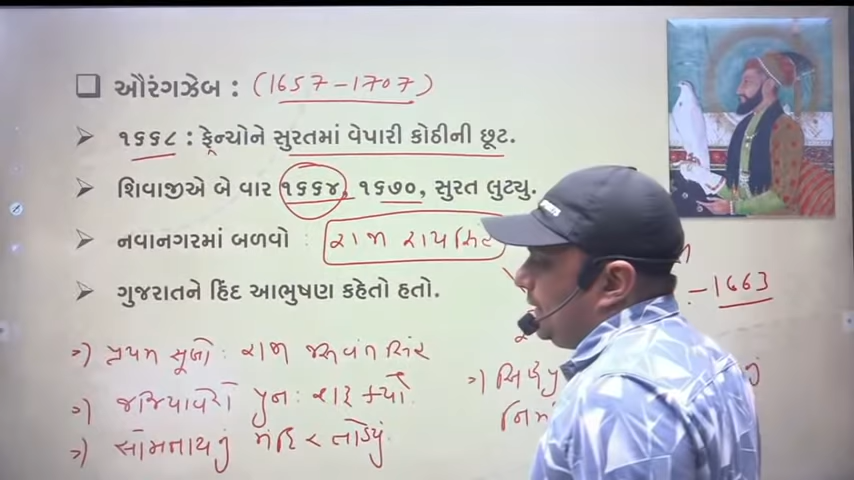 ઔરંગઝેબ : (1657 - 1707)
૧૬૬૮ : ફ્રેન્ચોને સુરતમાં વેપારી કોઠીની છૂટ.
શિવાજીએ બે વાર ૧૬૬૪, ૧૬૭૦, સુરત લુટ્યુ.
નવાનગરમાં બળવો : રાજા રાયસિંહ
- 1663
ગુજરાતને હિંદ આભુષણ કહેતો હતો.
⇒) પ્રથમ સૂબો : રાજા જસવંતસિંહ
⇒) જજિયાવેરો પુનઃ શરૂ કર્યો.
⇒) સોમનાથનું મંદિર તોડ્યું